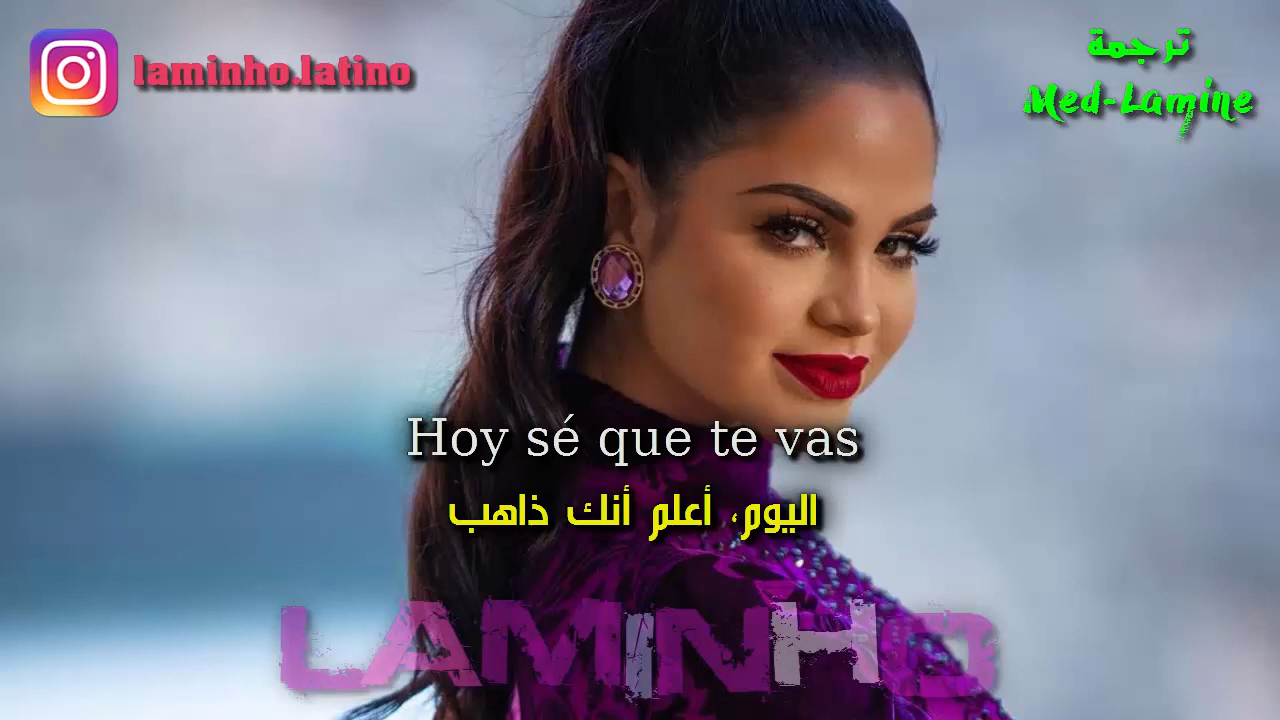 laminho.latino
ترجمة
Med-Lamine
Hoy sé que te vas
اليوم، أعلم أنك ذاهب
LAMINHO